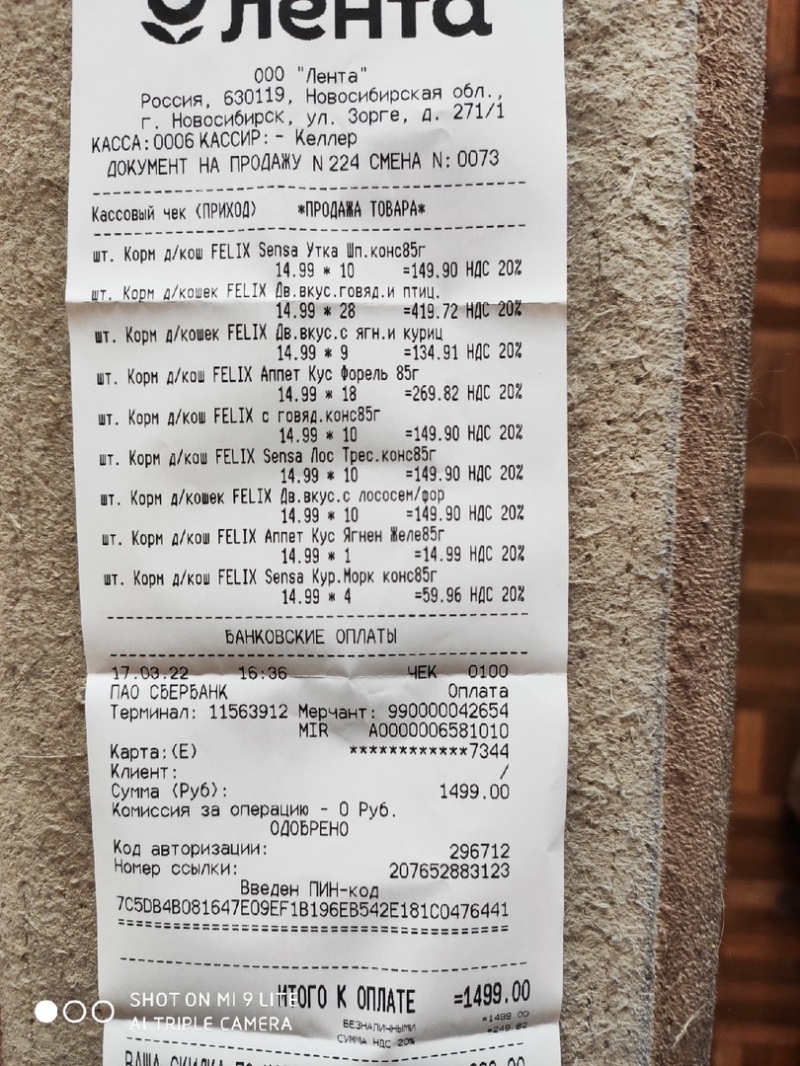 лента
ООО "Лента"
Россия, 630119, Новосибирская обл.,
г. Новосибирск, ул. Зорге, д. 271/1
КАССА:0006 КАССИР: - Келлер
ДОКУМЕНТ НА ПРОДАЖУ N 224 СМЕНА N: 0073
Кассовый чек (ПРИХОД) *ПРОДАЖА ТОВАРА*
шт. Корм д/кош FELIX Sensa Утка Шп.конс85г
14.99 * 10 =149.90 НДС 20%
шт. Корм д/кошек FELIX Дв.вкус.говяд.и птиц.
14.99 * 28 =419.72 НДС 20%
шт. Корм д/кошек FELIX Дв.вкус.с ягн.и куриц
14.99 * 9 =134.91 НДС 20%
шт. Корм д/кош FELIX Аппет Кус Форель 85г
14.99 * 18 =269.82 НДС 20%
шт. Корм д/кош FELIX с говяд.конс85г
14.99 * 10 =149.90 НДС 20%
шт. Корм д/кош FELIX Sensa Лос Трес.конс85г
14.99 * 10 =149.90 НДС 20%
шт. Корм д/кошек FELIX Дв.вкус.с лососем/фор
14.99 * 10 =149.90 НДС 20%
шт. Корм д/кош FELIX Аппет Кус Ягнен Желе85г
14.99 * 1 =14.99 НДС 20%
шт. Корм д/кош FELIX Sensa Кур.Морк конс85г
14.99 * 4 =59.96 НДС 20%
БАНКОВСКИЕ ОПЛАТЫ
17.03.22 16:36 ЧЕК 0100
ПАО СБЕРБАНК Оплата
Терминал: 11563912 Мерчант: 990000042654
MIR A0000006581010
Карта:(E) ************7344
Клиент: /
Сумма (Руб): 1499.00
Комиссия за операцию - 0 Руб.
ОДОБРЕНО
Код авторизации: 296712
Номер ссылки: 207652883123
Введен ПИН-код
7C5DB4B081647E09EF1B196EB542E181C0476441
ИТОГО К ОПЛАТЕ =1499.00
БЕЗНАЛИЧНЫМИ =1499.00
СУММА НДС 20%
ВАША СКИДКА
SHOT ON MI 9 LITE
AI TRIPLE CAMERA